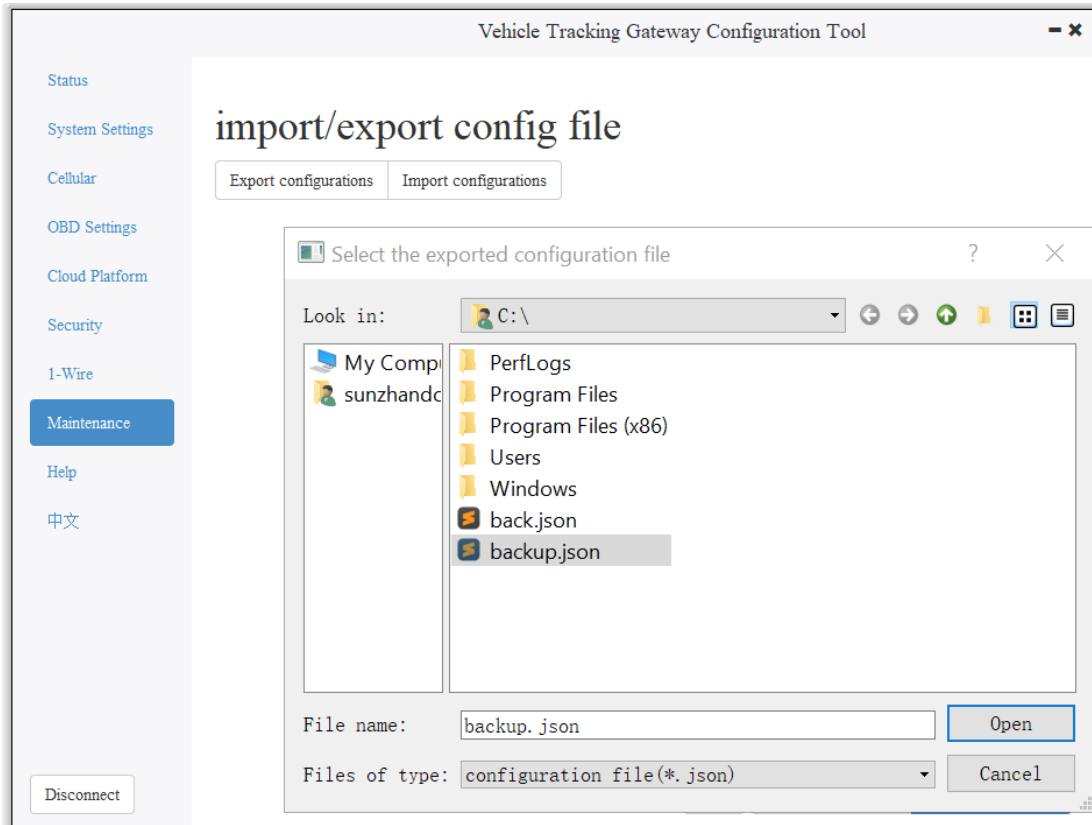 Vehicle Tracking Gateway Configuration Tool
Status
System Settings
Cellular
OBD Settings
Cloud Platform
Security
1-Wire
Maintenance
Help
中文
Disconnect
import/export config file
Export configurations
Import configurations
Select the exported configuration file
?
Look in:
C:\
My Compu
sunzhandc
PerfLogs
Program Files
Program Files (x86)
Users
Windows
back.json
backup.json
File name:
backup.json
Open
Files of type:
configuration file(*.json)
Cancel